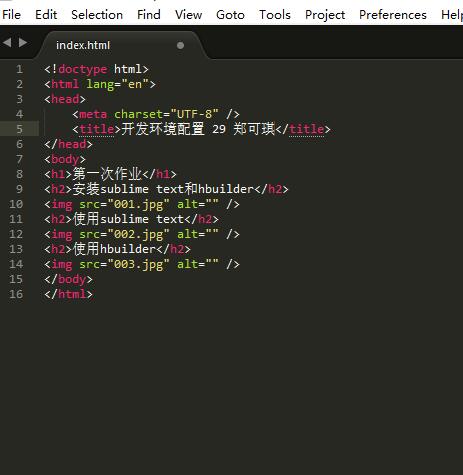 File Edit Selection Find View Goto Tools Project Preferences Help
index.html
1 <!doctype html>
2 <html lang="en">
3 <head>
4 <meta charset="UTF-8" />
5 <title>开发环境配置 29 郑可琪</title>
6 </head>
7 <body>
8 <h1>第一次作业</h1>
9 <h2>安装sublime text和hbuilder</h2>
10 <img src="001.jpg" alt="" />
11 <h2>使用sublime text</h2>
12 <img src="002.jpg" alt="" />
13 <h2>使用hbuilder</h2>
14 <img src="003.jpg" alt="" />
15 </body>
16 </html>